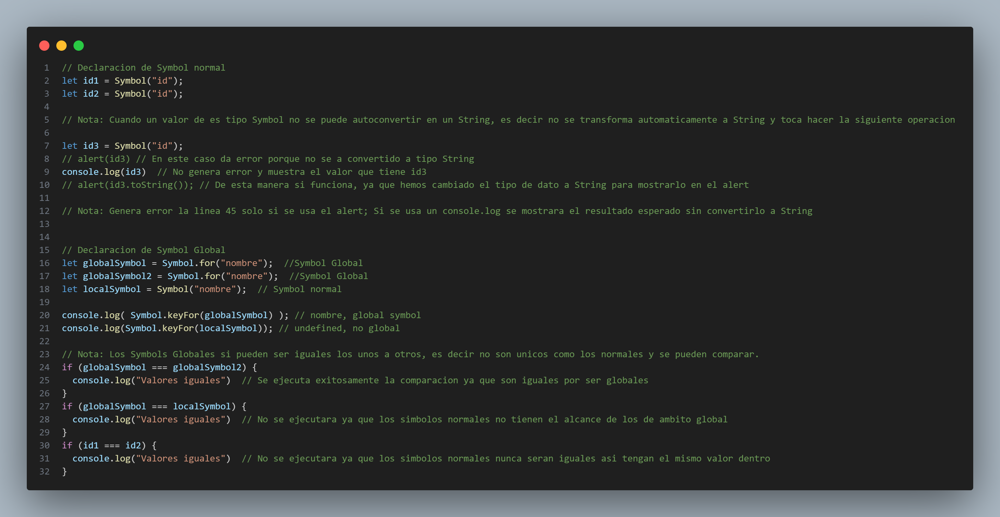 1 // Declaracion de Symbol normal
2 let id1 = Symbol("id");
3 let id2 = Symbol("id");
4
5 // Nota: Cuando un valor de es tipo Symbol no se puede autoconvertir en un String, es decir no se transforma automaticamente a String y toca hacer la siguiente operacion
6
7 let id3 = Symbol("id");
8 // alert(id3) // En este caso da error porque no se a convertido a tipo String
9 console.log(id3)  // No genera error y muestra el valor que tiene id3
10 // alert(id3.toString()); // De esta manera si funciona, ya que hemos cambiado el tipo de dato a String para mostrarlo en el alert
11
12 // Nota: Genera error la linea 45 solo si se usa el alert; Si se usa un console.log se mostrara el resultado esperado sin convertirlo a String
13
14
15 // Declaracion de Symbol Global
16 let globalSymbol = Symbol.for("nombre");  //Symbol Global
17 let globalSymbol2 = Symbol.for("nombre");  //Symbol Global
18 let localSymbol = Symbol("nombre");  // Symbol normal
19
20 console.log( Symbol.keyFor(globalSymbol) ); // nombre, global symbol
21 console.log(Symbol.keyFor(localSymbol)); // undefined, no global
22
23 // Nota: Los Symbols Globales si pueden ser iguales los unos a otros, es decir no son unicos como los normales y se pueden comparar.
24 if (globalSymbol === globalSymbol2) {
25   console.log("Valores iguales")  // Se ejecuta exitosamente la comparacion ya que son iguales por ser globales
26 }
27 if (globalSymbol === localSymbol) {
28   console.log("Valores iguales")  // No se ejecutara ya que los simbolos normales no tienen el alcance de los de ambito global
29 }
30 if (id1 === id2) {
31   console.log("Valores iguales")  // No se ejecutara ya que los simbolos normales nunca seran iguales asi tengan el mismo valor dentro
32 }